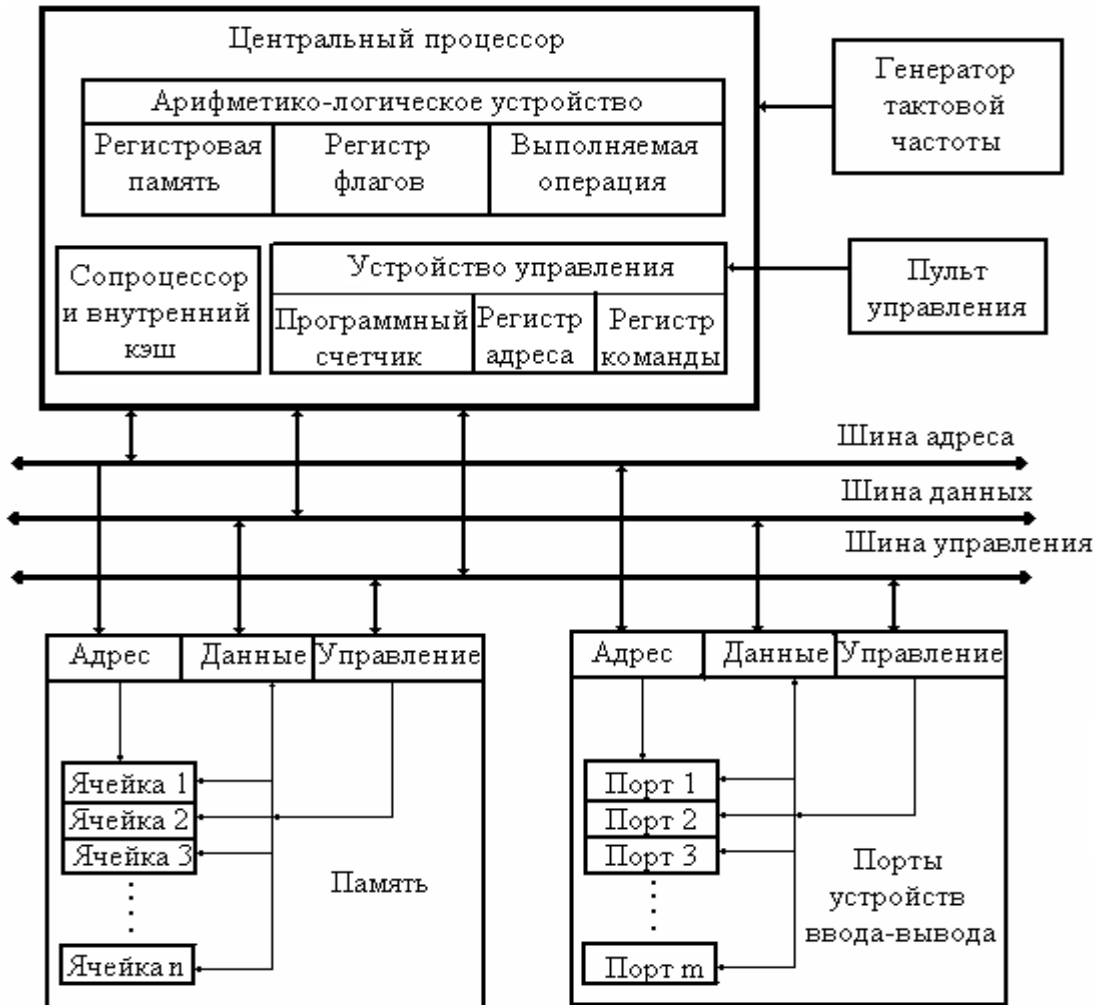 Центральный процессор
Генератор
тактовой
частоты
Арифметико-логическое устройство
Регистровая
память
Регистр
флагов
Выполняемая
операция
Сопроцессор
и внутренний
кэш
Устройство управления
Программный
счетчик
Регистр
адреса
Регистр
команды
Пульт
управления
Шина адреса
Шина данных
Шина управления
Адрес
Данные
Управление
Ячейка 1
Ячейка 2
Ячейка 3
Ячейка n
Память
Адрес
Данные
Управление
Порт 1
Порт 2
Порт 3
Порт m
Порты
устройств
ввода-вывода